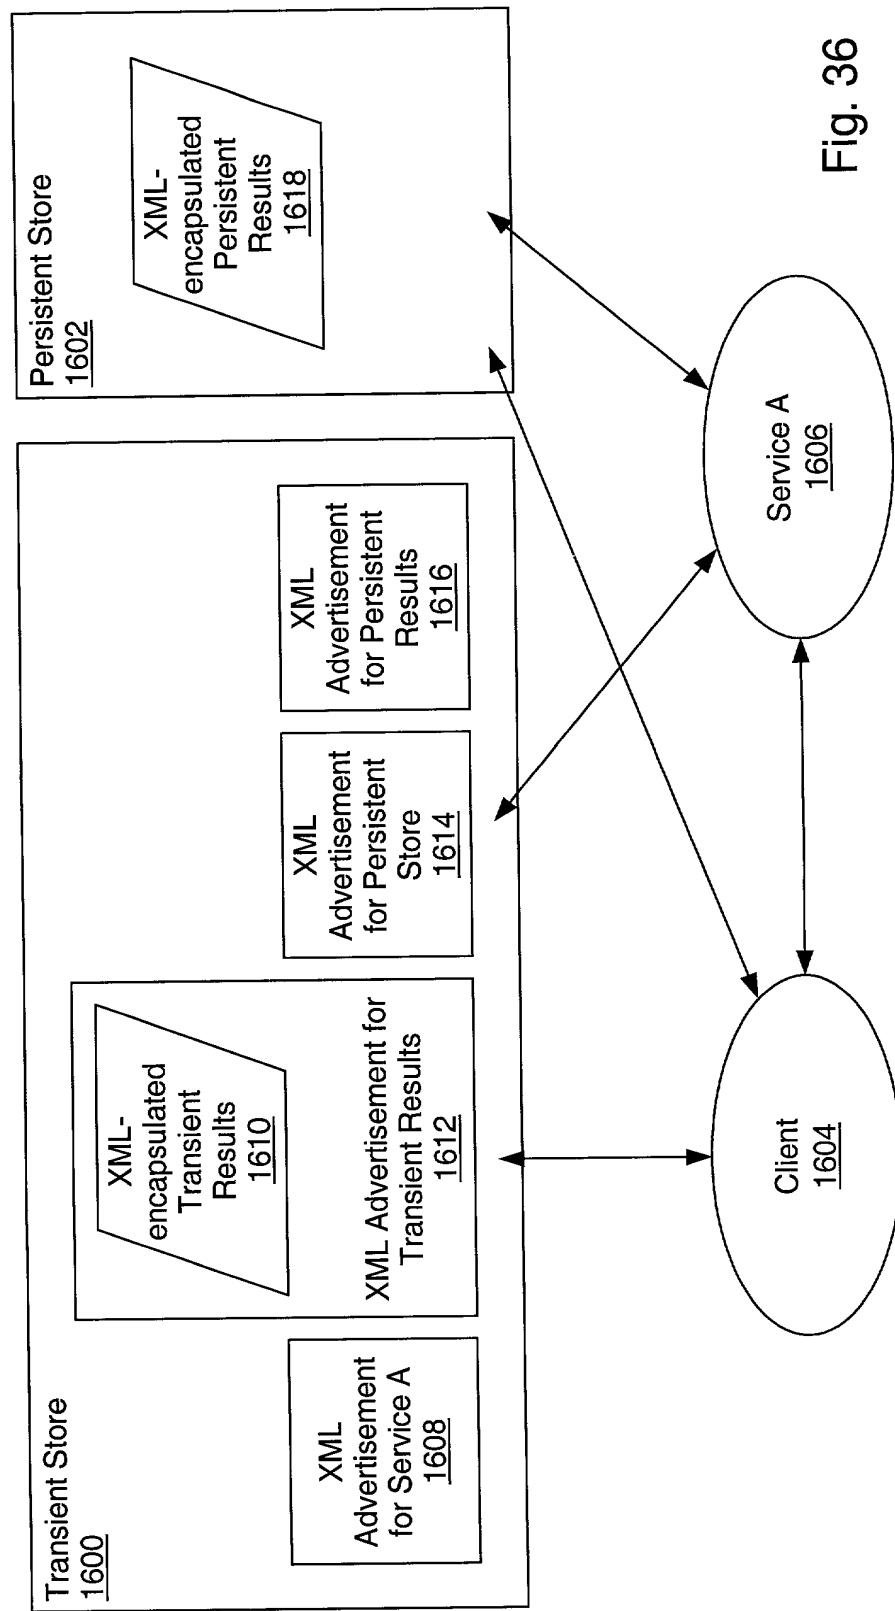 Transient Store
1600
XML
Advertisement
for Service A
1608
XML-
encapsulated
Transient
Results
1610
XML Advertisement for
Transient Results
1612
XML
Advertisement
for Persistent
Store
1614
XML
Advertisement
for Persistent
Results
1616
Persistent Store
1602
XML-
encapsulated
Persistent
Results
1618
Client
1604
Service A
1606
Fig. 36